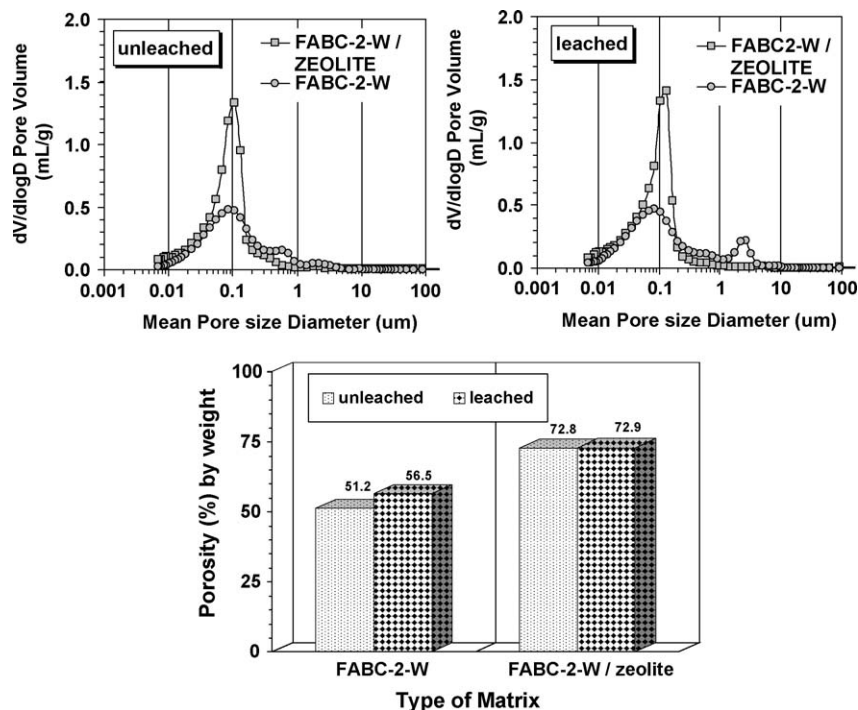 2.0
1.5
1.0
0.5
0.0
dV/dlogD Pore Volume
(mL/g)
unleached
FABC-2-W /
ZEOLITE
FABC-2-W
0.001 0.01 0.1 1 10 100
Mean Pore size Diameter (um)
2.0
1.5
1.0
0.5
0.0
dV/dlogD Pore Volume
(mL/g)
leached
FABC2-W /
ZEOLITE
FABC-2-W
0.001 0.01 0.1 1 10 100
Mean Pore size Diameter (um)
100
75
50
25
0
Porosity (%) by weight
unleached leached
51.2 56.5 72.8 72.9
FABC-2-W FABC-2-W / zeolite
Type of Matrix